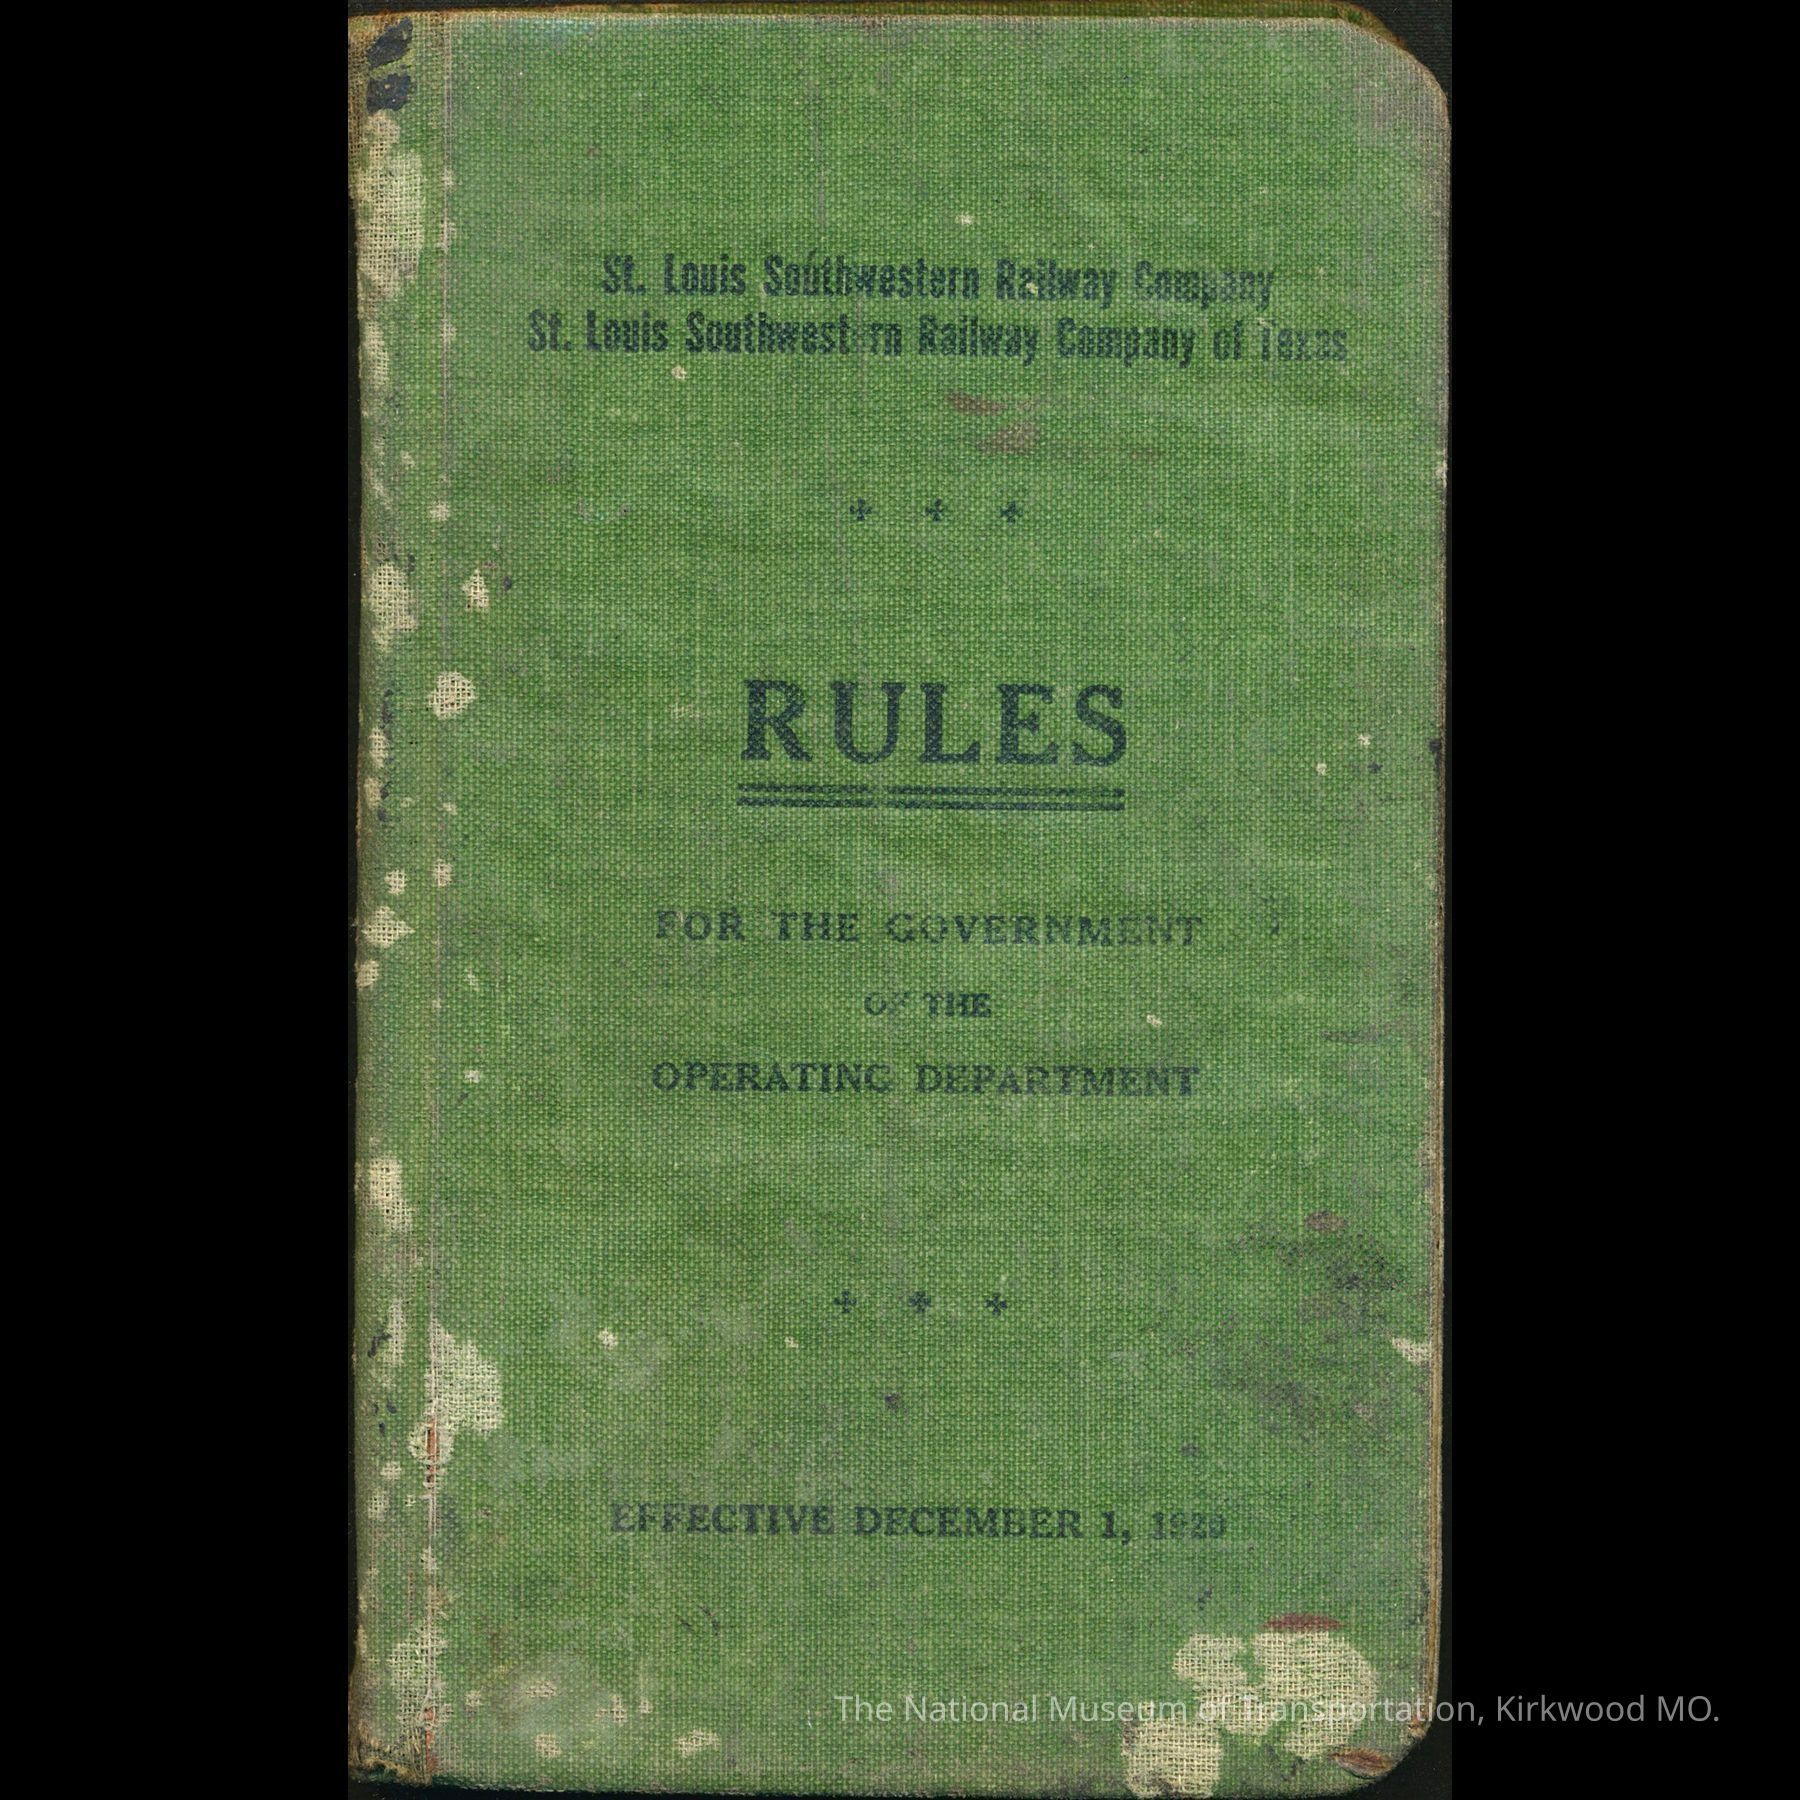 St. Louis Southwestern Railway Company
St. Louis Southwestern Railway Company of Texas
RULES
FOR THE GOVERNMENT
OF THE
OPERATING DEPARTMENT
EFFECTIVE DECEMBER 1, 1920
The National Museum of Transportation, Kirkwood MO.